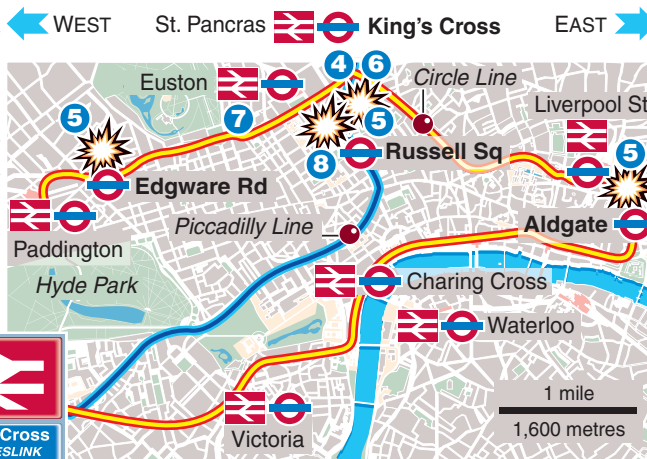 WEST
St. Pancras
King's Cross
EAST
4
6
Euston
Circle Line
5
7
5
Liverpool St
8
Russell Sq
5
Edgware Rd
Aldgate
Piccadilly Line
Paddington
Hyde Park
Charing Cross
Waterloo
1 mile
1,600 metres
Victoria
Cross
ESLINK